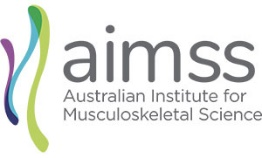 aimss
Australian Institute for
Musculoskeletal Science